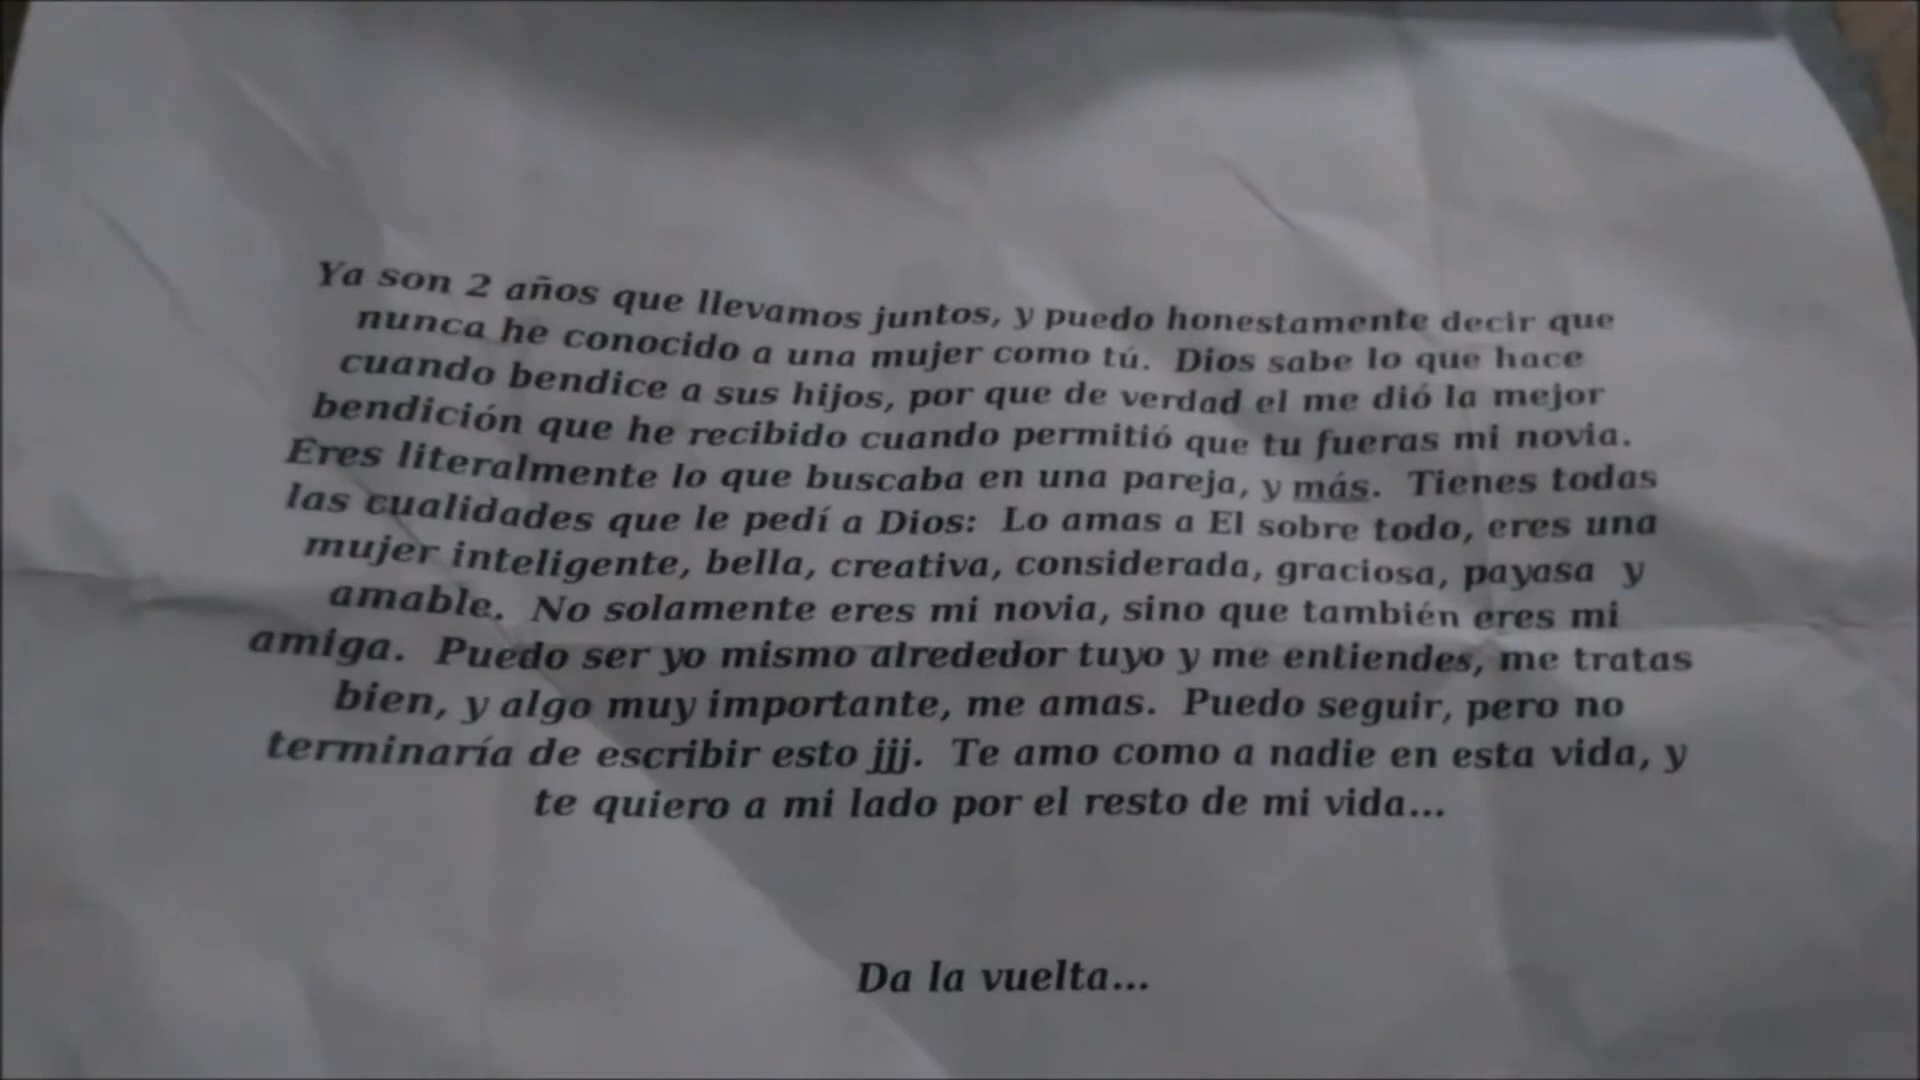 Ya son 2 años que llevamos juntos, y puedo honestamente decir que
nunca he conocido a una mujer como tú. Dios sabe lo que hace
cuando bendice a sus hijos, por que de verdad el me dió la mejor
bendición que he recibido cuando permitió que tu fueras mi novia.
Eres literalmente lo que buscaba en una pareja, y más. Tienes todas
las cualidades que le pedí a Dios: Lo amas a El sobre todo, eres una
mujer inteligente, bella, creativa, considerada, graciosa, payasa y
amable. No solamente eres mi novia, sino que también eres mi
amiga. Puedo ser yo mismo alrededor tuyo y me entiendes, me tratas
bien, y algo muy importante, me amas. Puedo seguir, pero no
terminaría de escribir esto jjj. Te amo como a nadie en esta vida, y
te quiero a mi lado por el resto de mi vida...
Da la vuelta...